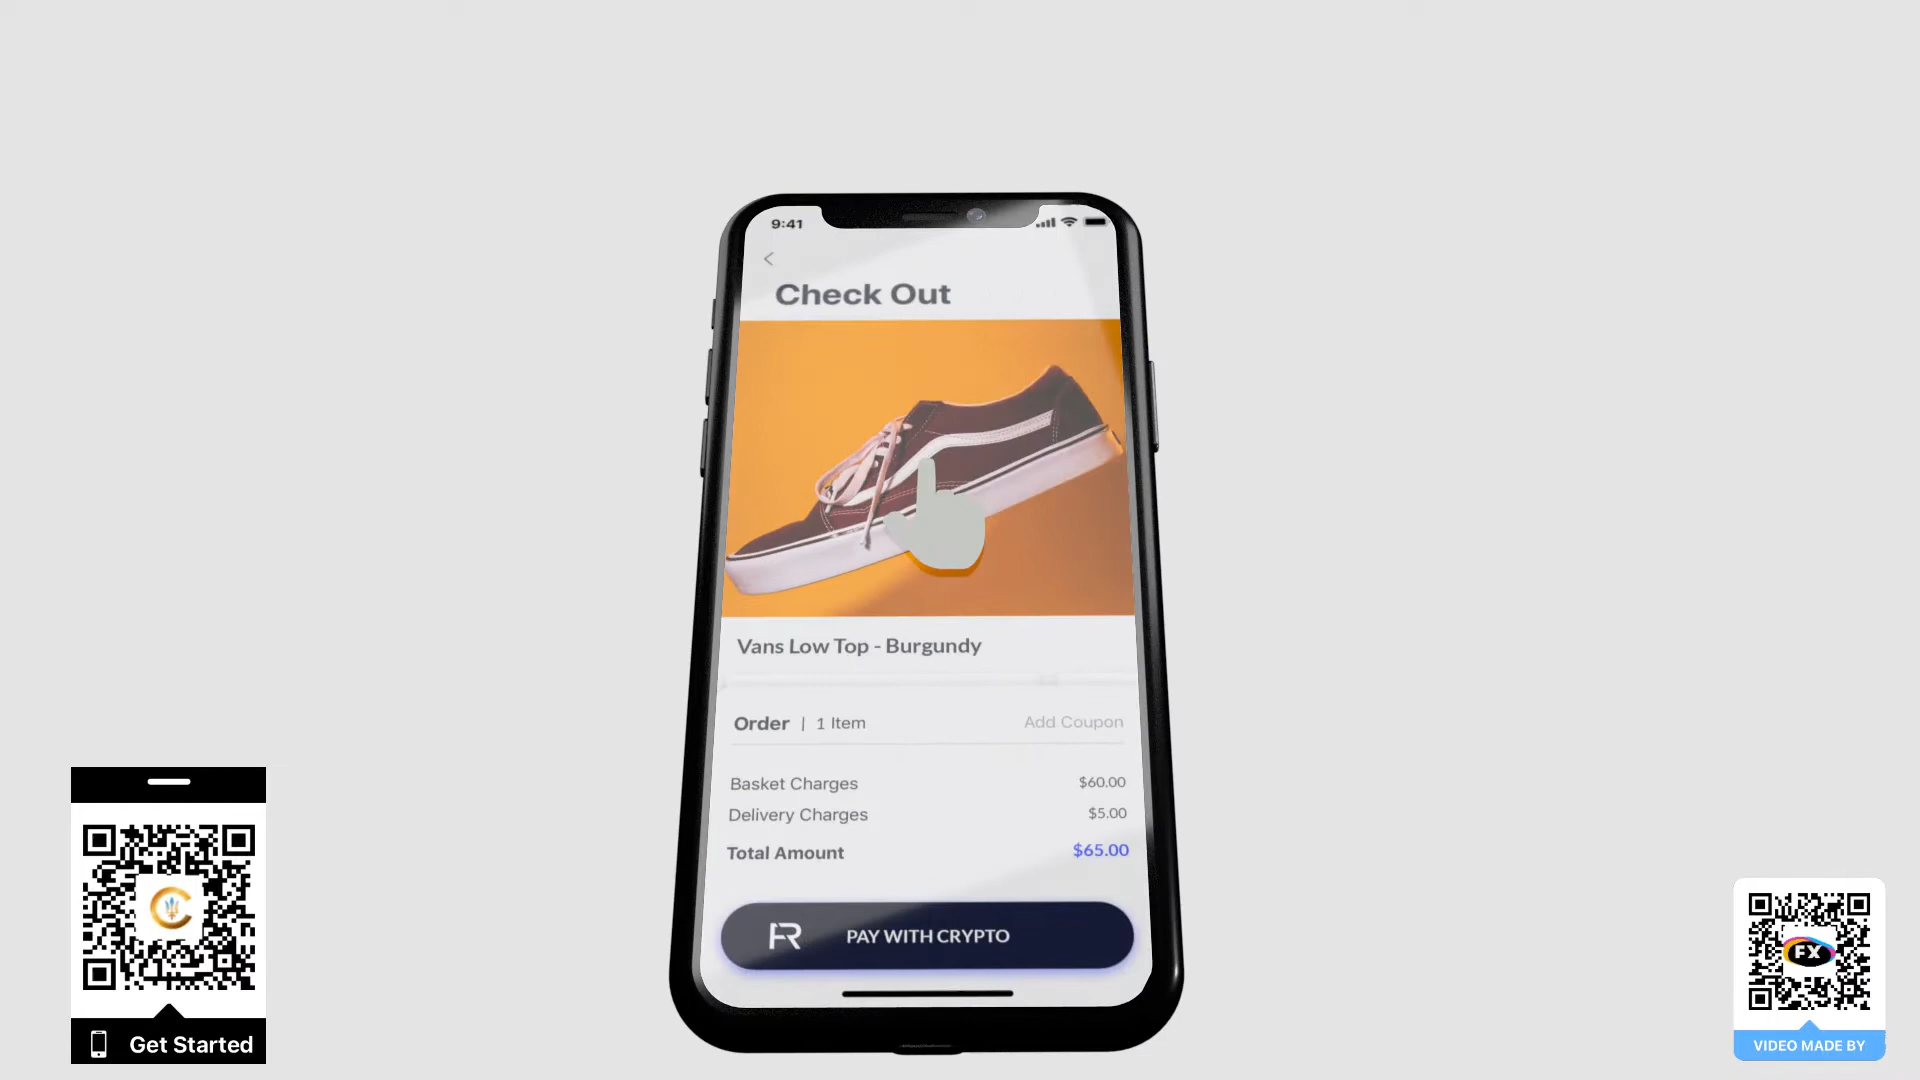 9:41
Check Out
Vans Low Top - Burgundy
Order | 1 Item
Add Coupon
Basket Charges
$60.00
Delivery Charges
$5.00
Total Amount
$65.00
PAY WITH CRYPTO
Get Started
FX
VIDEO MADE BY